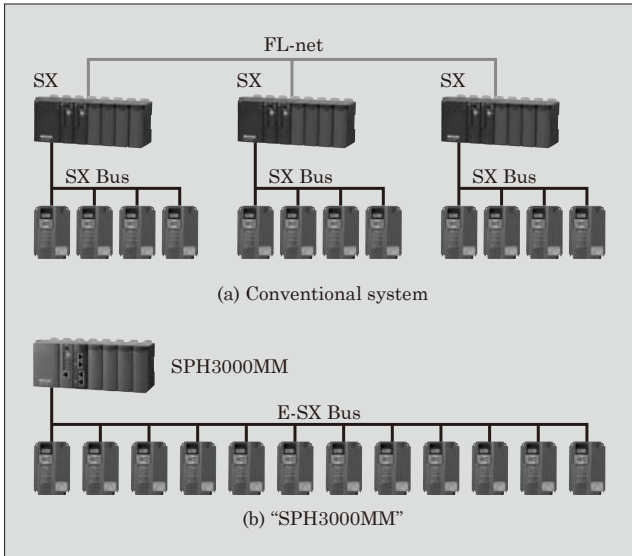 FL-net
SX SX SX
SX Bus SX Bus SX Bus
(a) Conventional system
SPH3000MM
E-SX Bus
(b) “SPH3000MM”